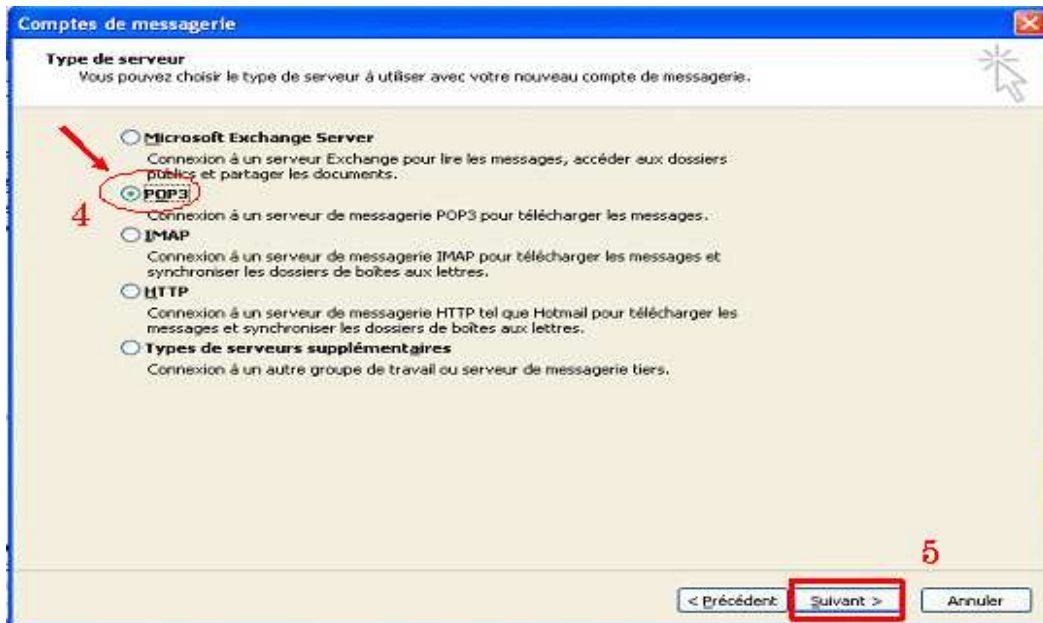 Comptes de messagerie
Type de serveur
Vous pouvez choisir le type de serveur à utiliser avec votre nouveau compte de messagerie.
Microsoft Exchange Server
Connexion à un serveur Exchange pour lire les messages, accéder aux dossiers
publics et partager les documents.
4
POP3
Connexion à un serveur de messagerie POP3 pour télécharger les messages.
IMAP
Connexion à un serveur de messagerie IMAP pour télécharger les messages et
synchroniser les dossiers de boîtes aux lettres.
HTTP
Connexion à un serveur de messagerie HTTP tel que Hotmail pour télécharger les
messages et synchroniser les dossiers de boîtes aux lettres.
Types de serveurs supplémentaires
Connexion à un autre groupe de travail ou serveur de messagerie tiers.
5
< Précédent Suivant > Annuler